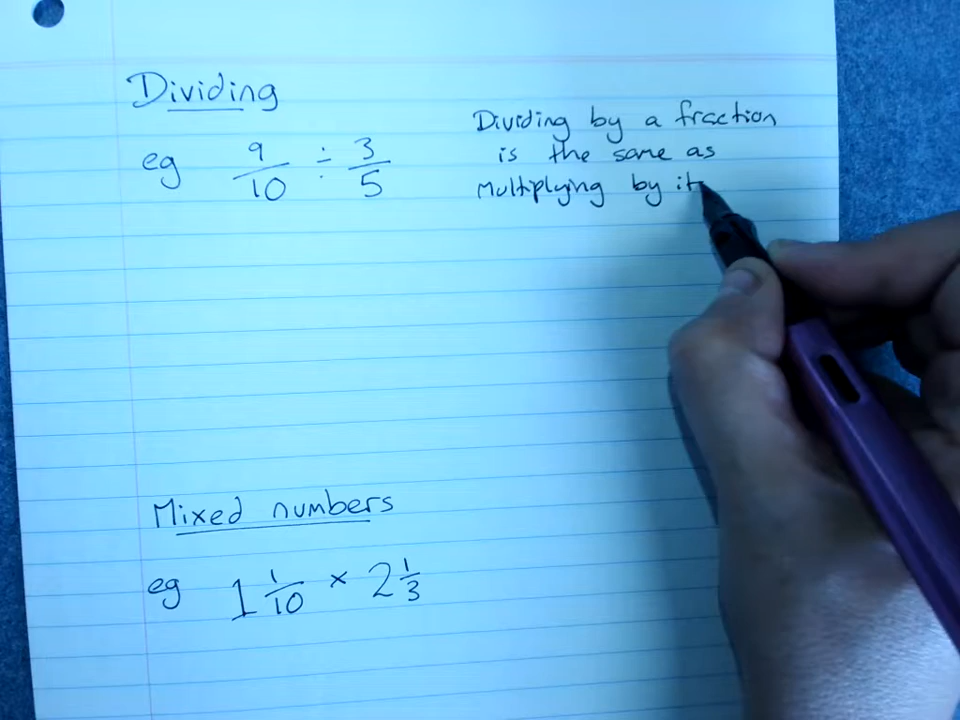 Dividing
eg 9/10 ÷ 3/5
Dividing by a fraction
is the same as
multiplying by it
Mixed numbers
eg 1 1/10 × 2 1/3